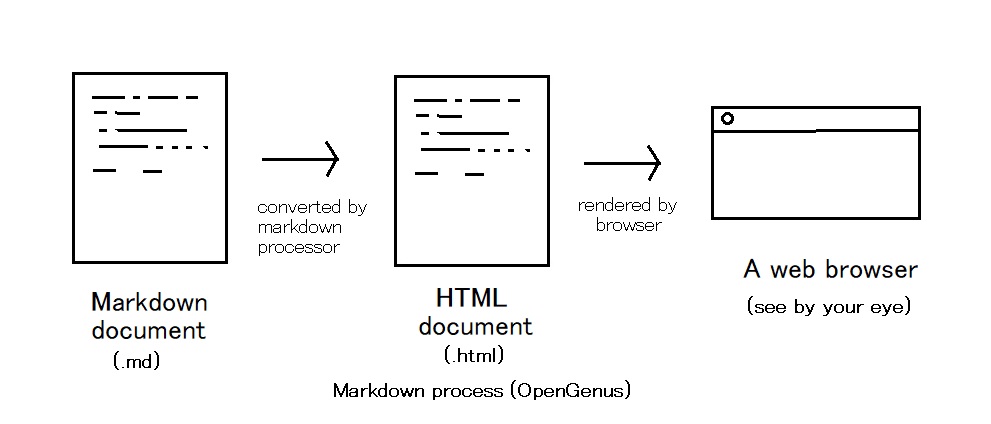 converted by
markdown
processor
rendered by
browser
Markdown
document
(.md)
HTML
document
(.html)
A web browser
(see by your eye)
Markdown process (OpenGenus)